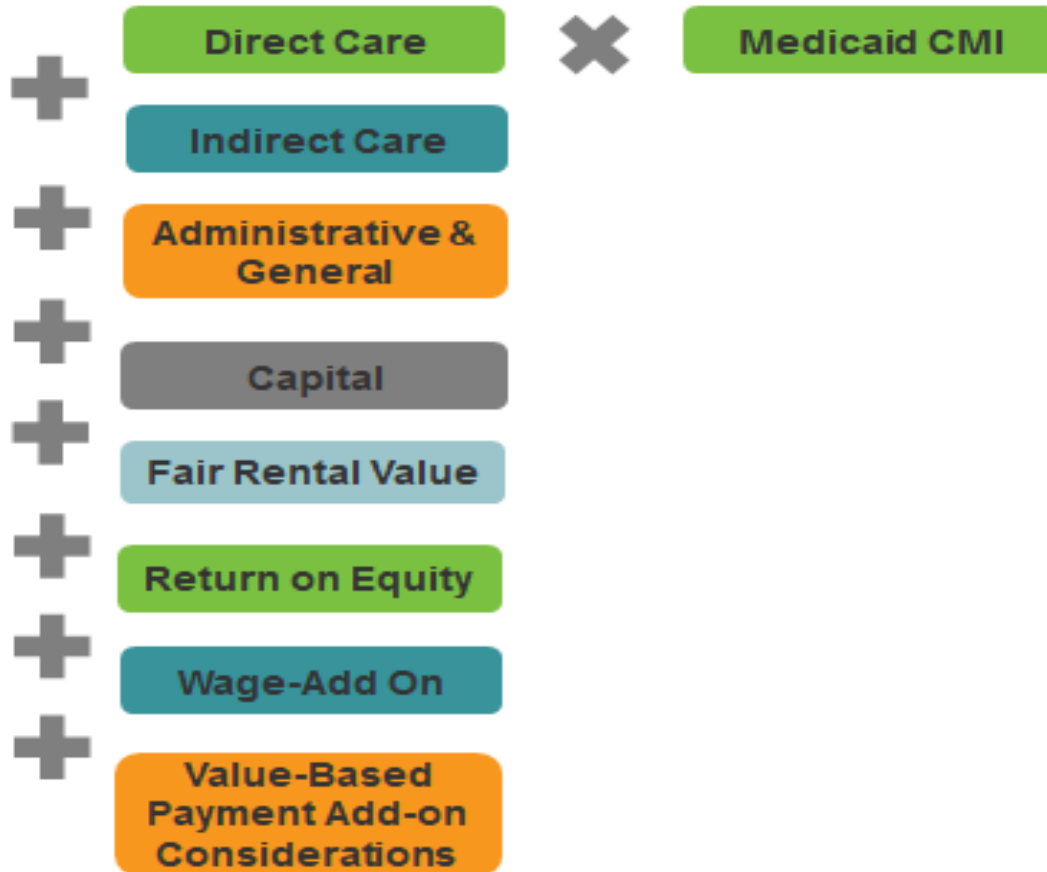 Direct Care
Medicaid CMI
Indirect Care
Administrative &
General
Capital
Fair Rental Value
Return on Equity
Wage-Add On
Value-Based
Payment Add-on
Considerations